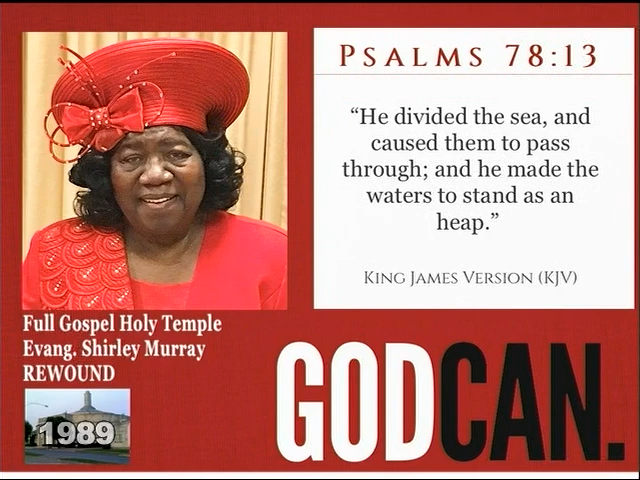 PSALMS 78:13
“He divided the sea, and
caused them to pass
through; and he made the
waters to stand as an
heap.”
KING JAMES VERSION (KJV)
Full Gospel Holy Temple
Evang. Shirley Murray
REWOUND
1989
GODCAN.